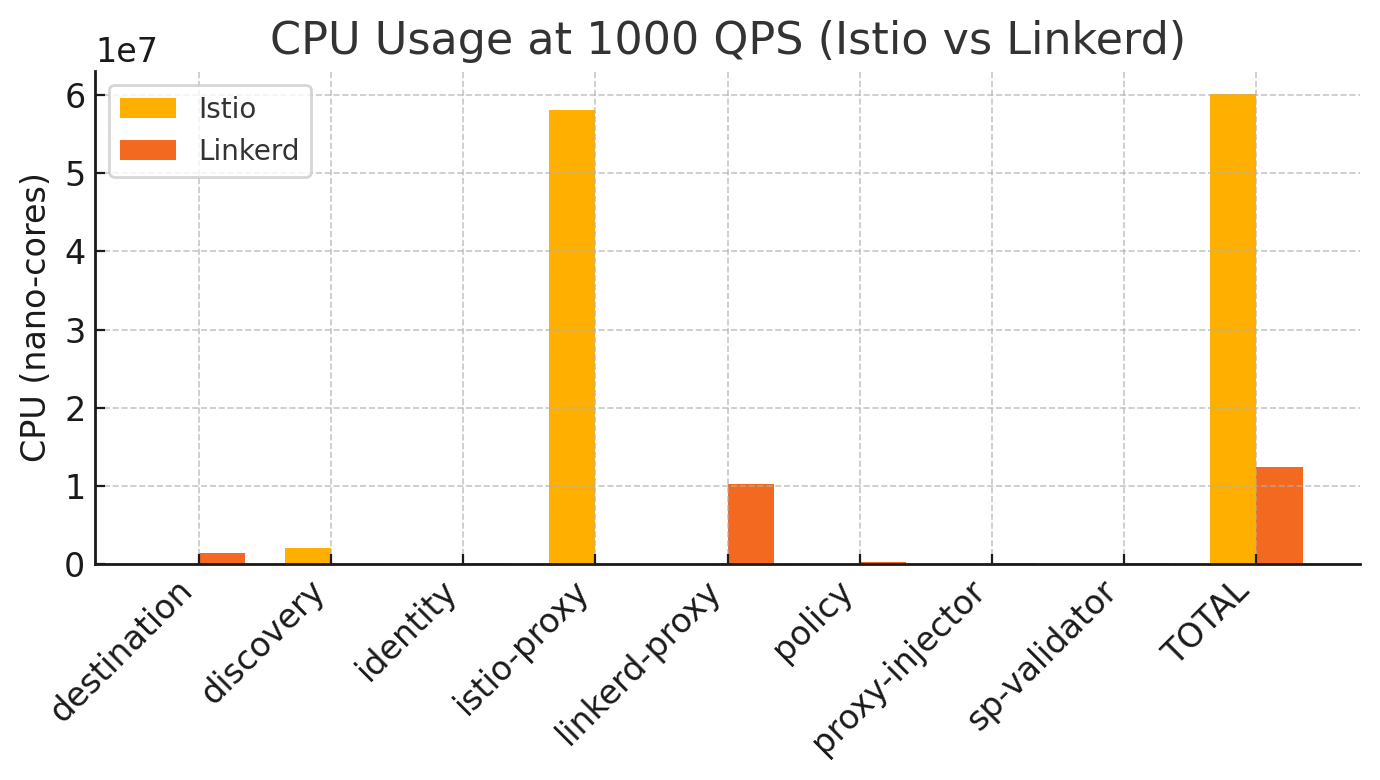 CPU Usage at 1000 QPS (Istio vs Linkerd)
1e7
Istio
Linkerd
CPU (nano-cores)
6
5
4
3
2
1
0
destination
discovery
identity
istio-proxy
linkerd-proxy
policy
proxy-injector
sp-validator
TOTAL